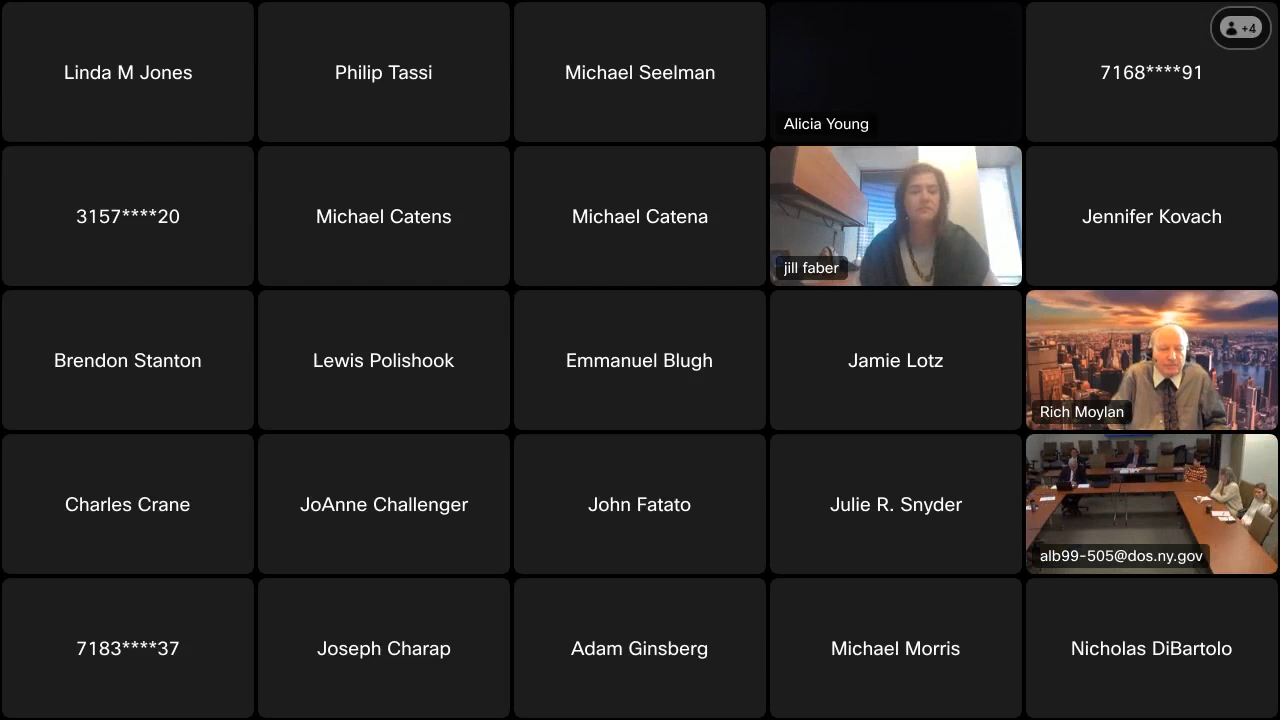 Linda M Jones
Philip Tassi
Michael Seelman
Alicia Young
7168****91
+4
3157****20
Michael Catens
Michael Catena
jill faber
Jennifer Kovach
Brendon Stanton
Lewis Polishook
Emmanuel Blugh
Jamie Lotz
Rich Moylan
Charles Crane
JoAnne Challenger
John Fatato
Julie R. Snyder
alb99-505@dos.ny.gov
7183****37
Joseph Charap
Adam Ginsberg
Michael Morris
Nicholas DiBartolo